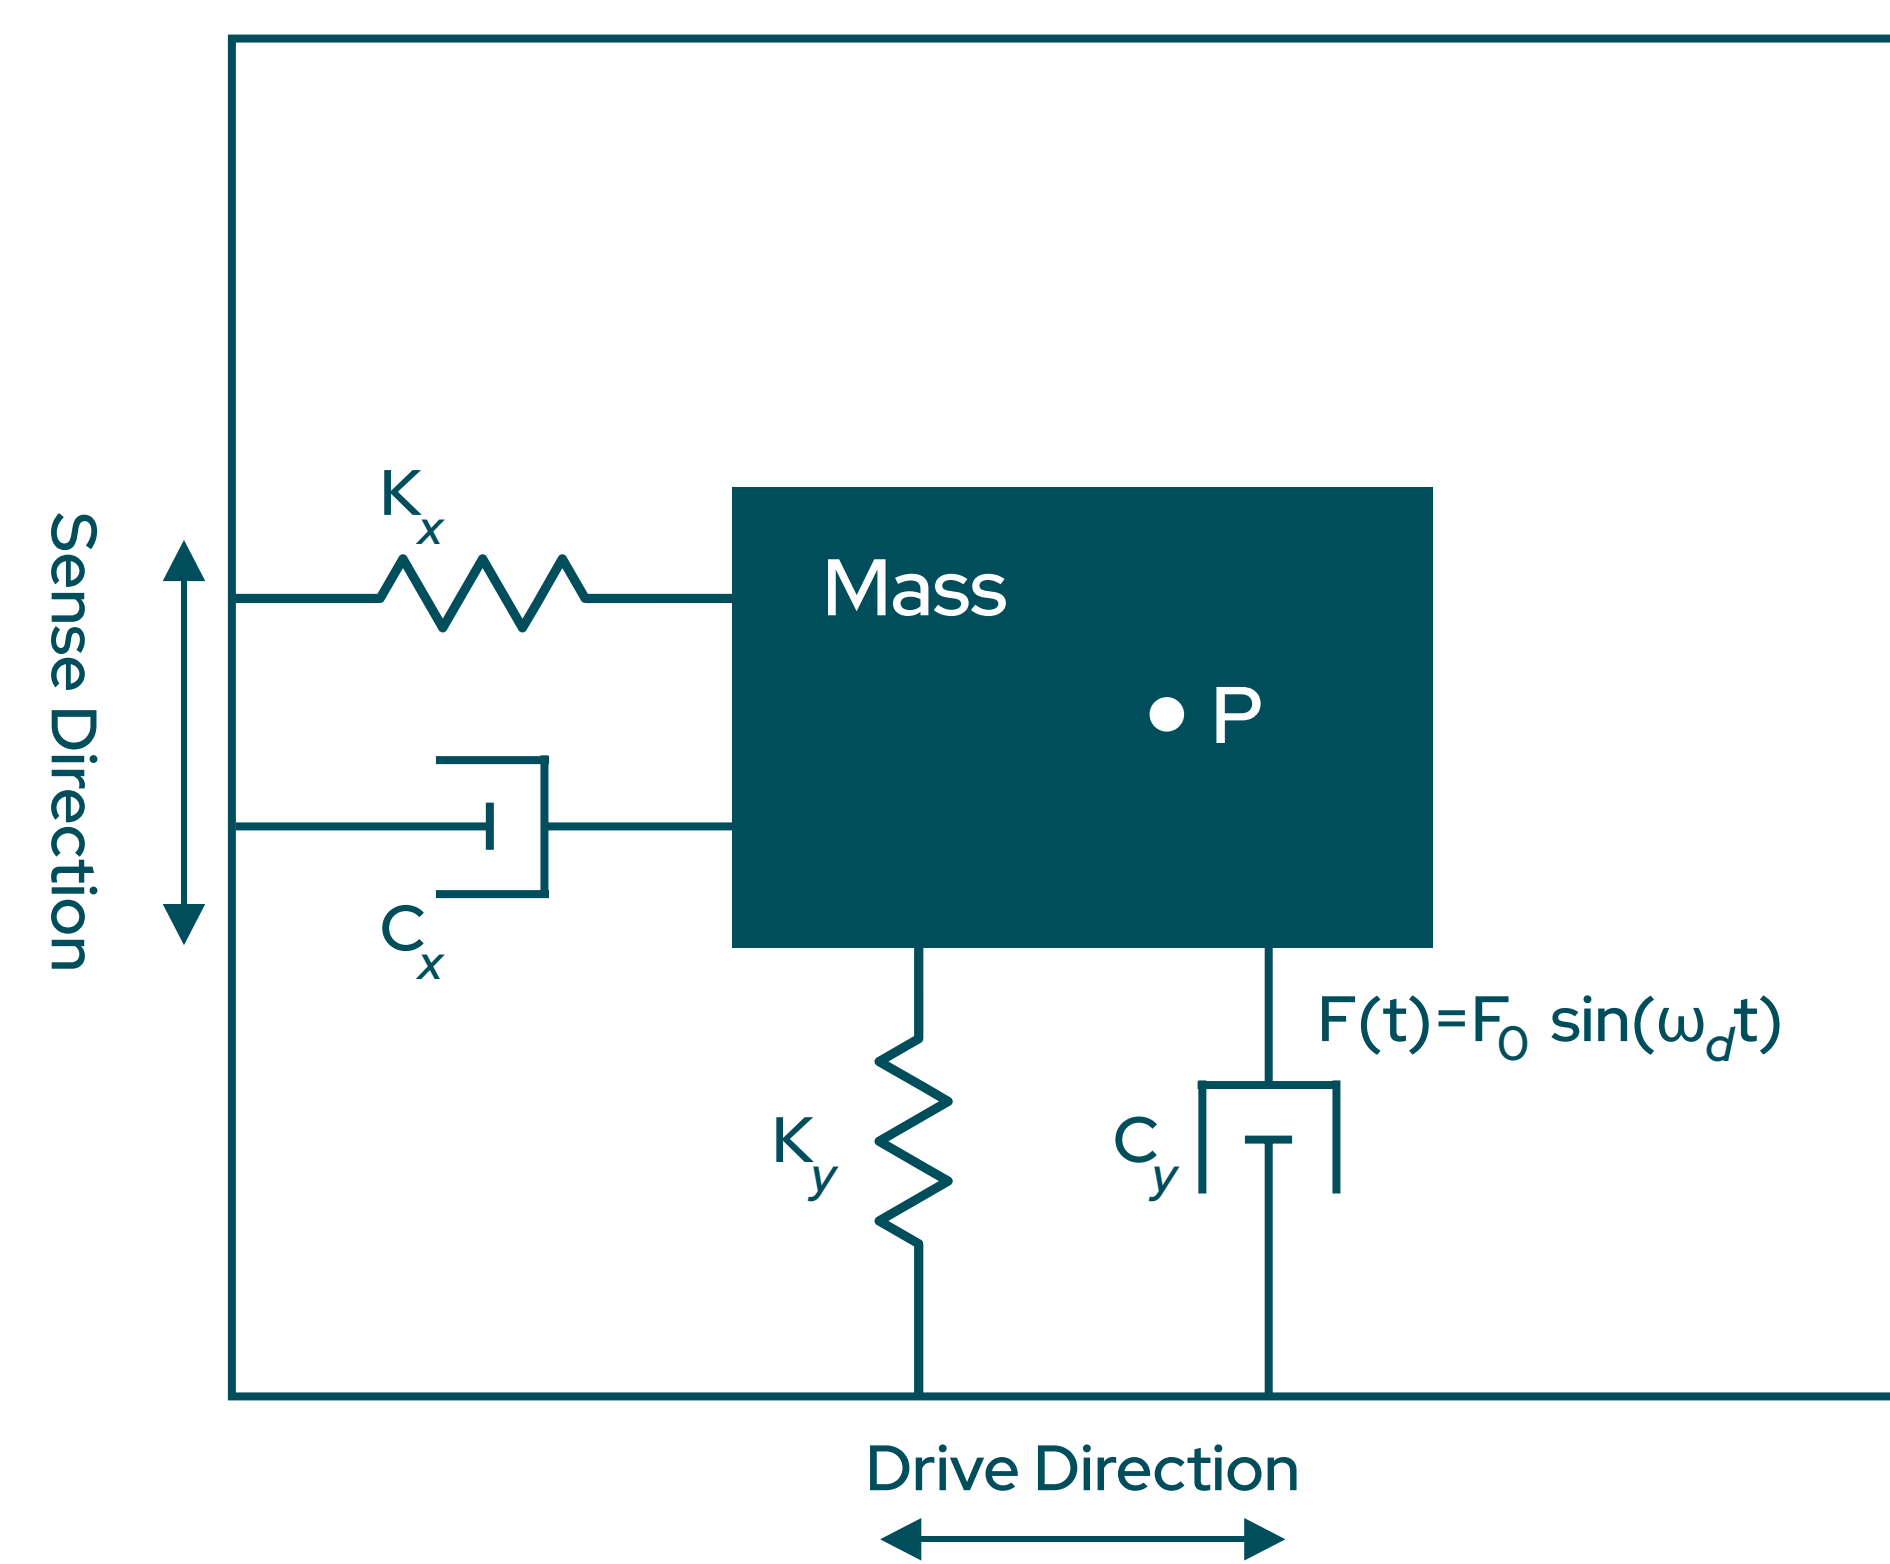 Sense Direction
Kx
Mass
P
Cx
F(t)=F0 sin(ωdt)
Ky
Cy
Drive Direction